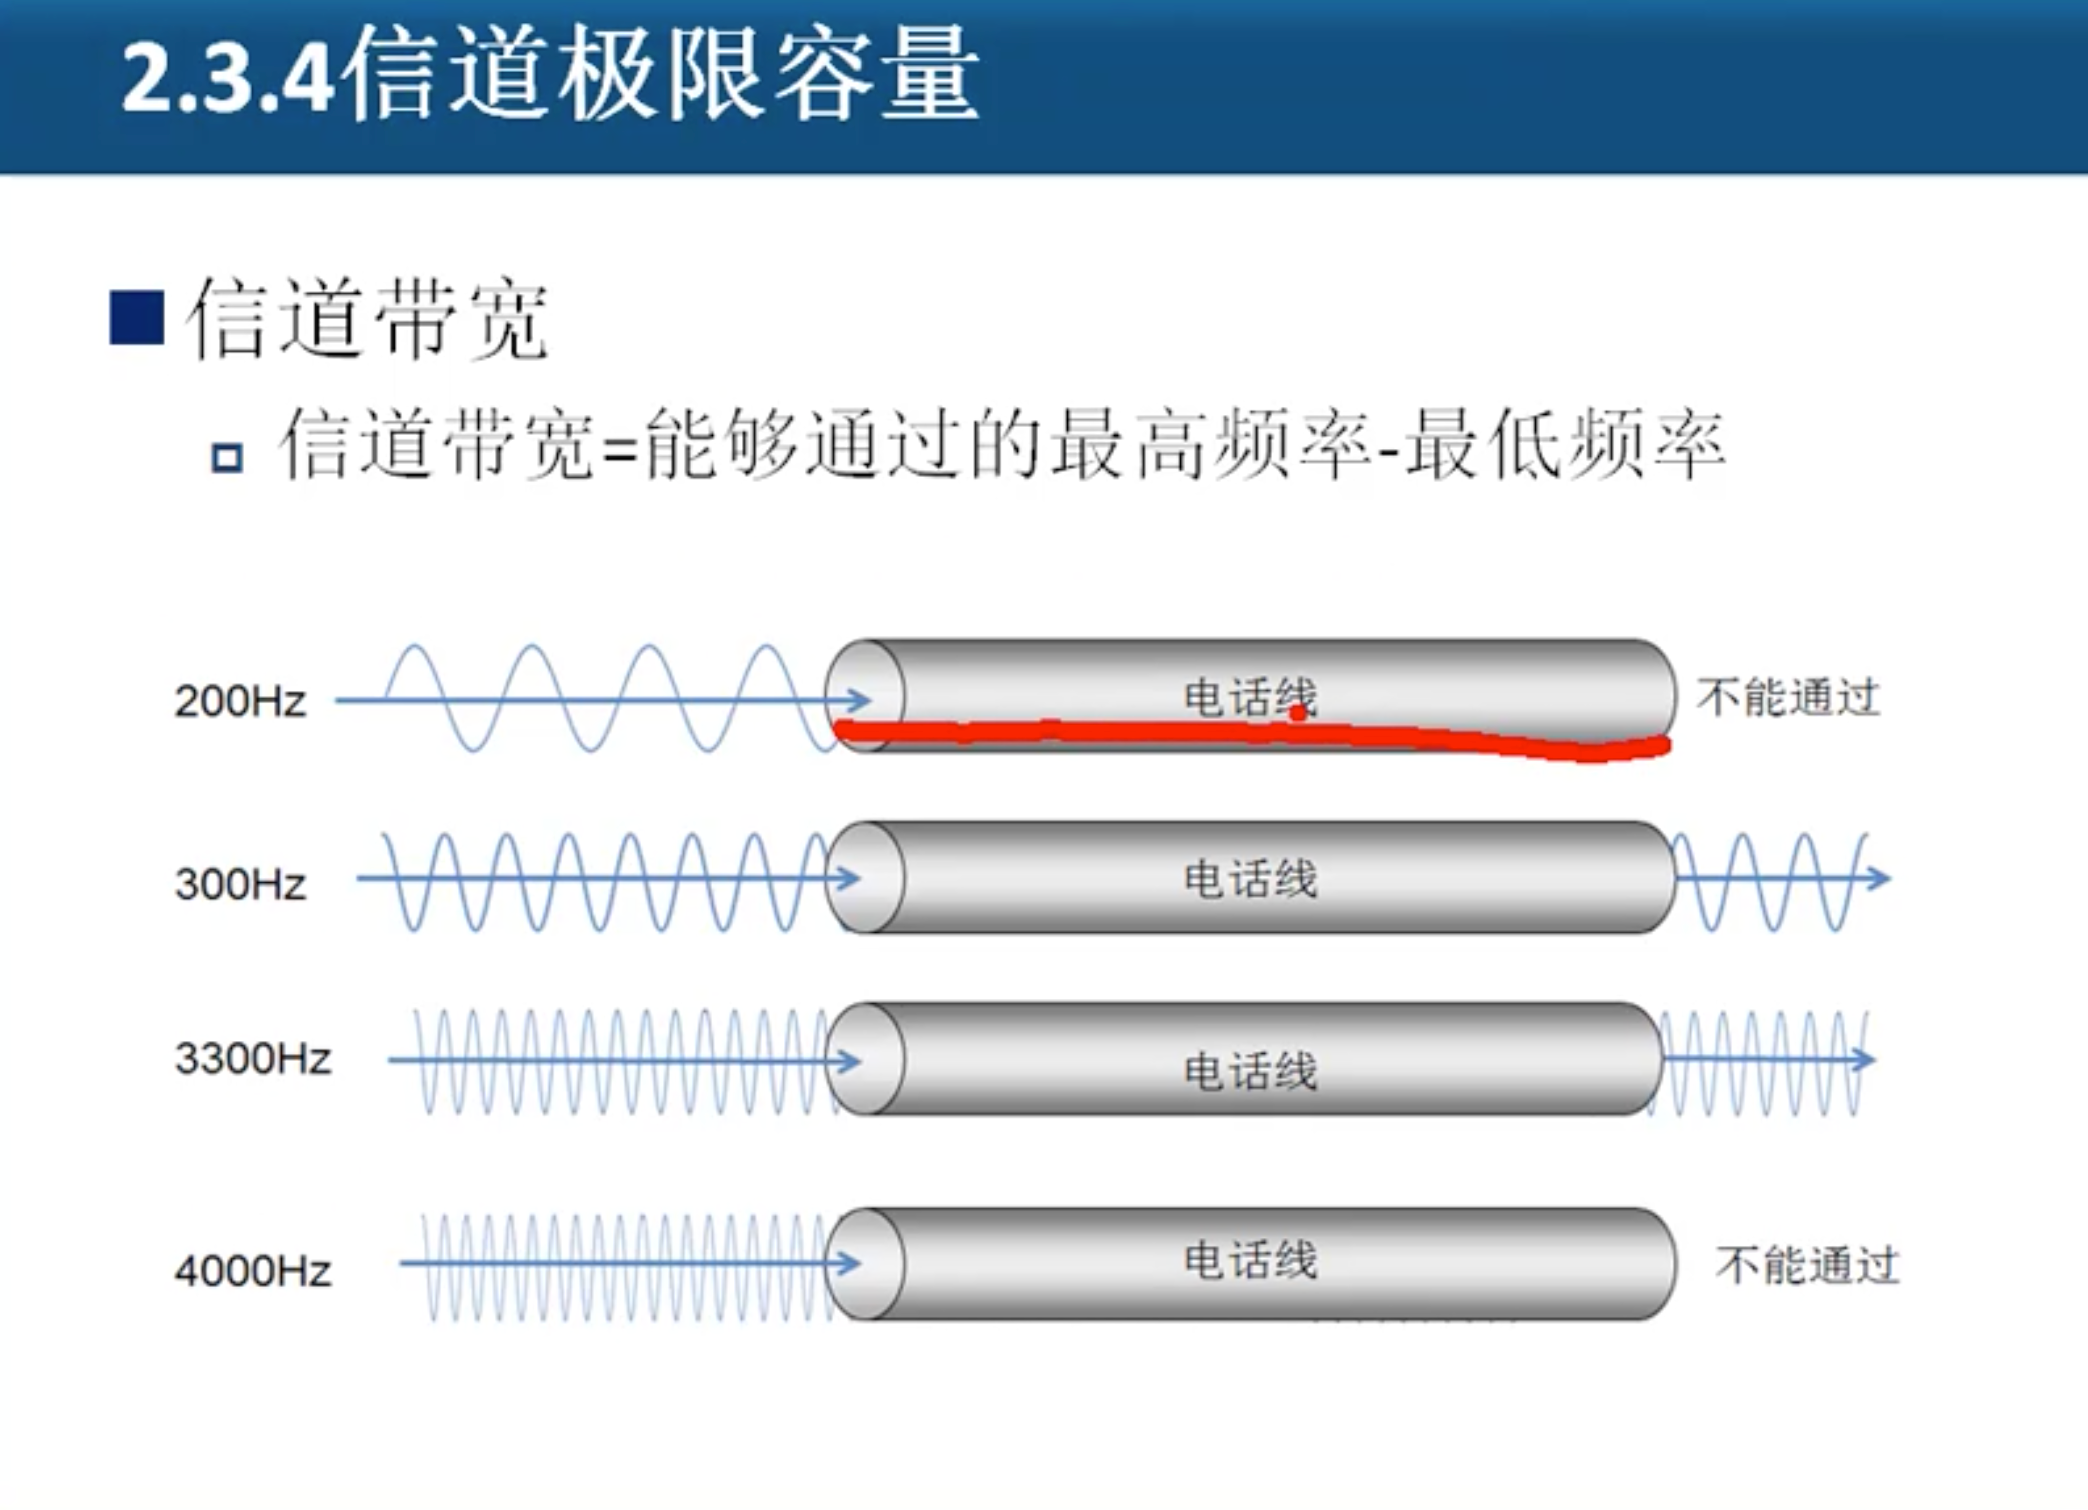 2.3.4信道极限容量
信道带宽
信道带宽=能够通过的最高频率-最低频率
200Hz 电话线 不能通过
300Hz 电话线
3300Hz 电话线
4000Hz 电话线 不能通过